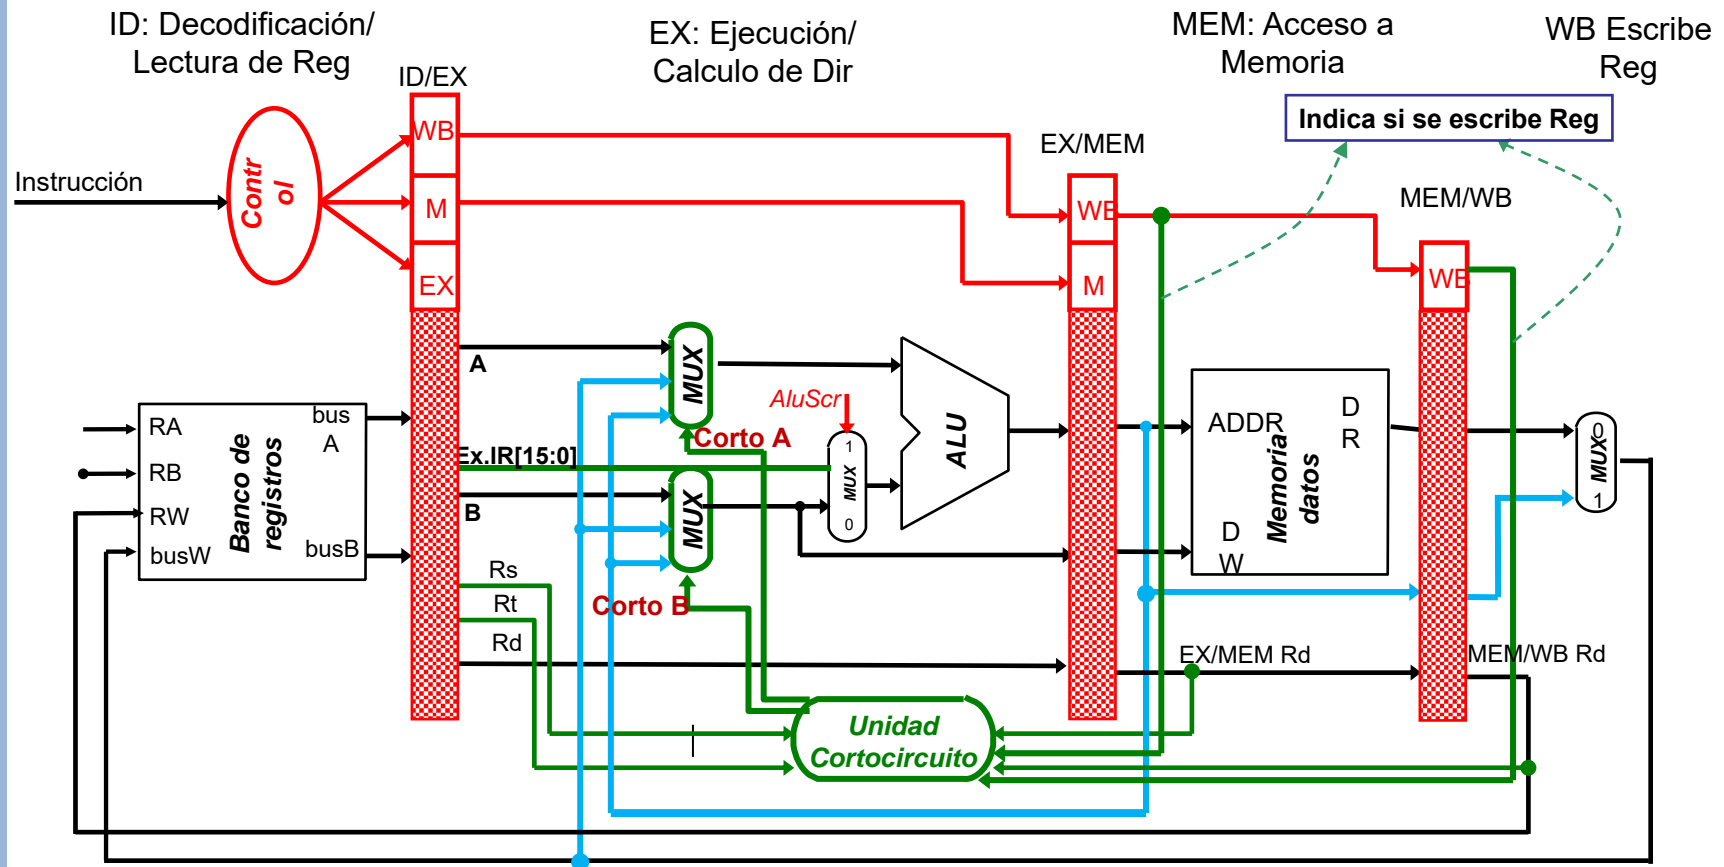 ID: Decodificación/
Lectura de Reg
EX: Ejecución/
Calculo de Dir
MEM: Acceso a
Memoria
WB Escribe
Reg
ID/EX
Indica si se escribe Reg
EX/MEM
MEM/WB
Instrucción
Contr
ol
WB
M
EX
WB
M
WB
A
MUX
AluScr
Corto A
Ex.IR[15:0]
B
MUX
1
MUX
0
ALU
RA
RB
RW
busW
Banco de
registros
bus
A
busB
ADDR
D
R
Memoria
datos
D
W
0
MUX
1
Rs
Rt
Rd
Corto B
EX/MEM Rd
MEM/WB Rd
Unidad
Cortocircuito